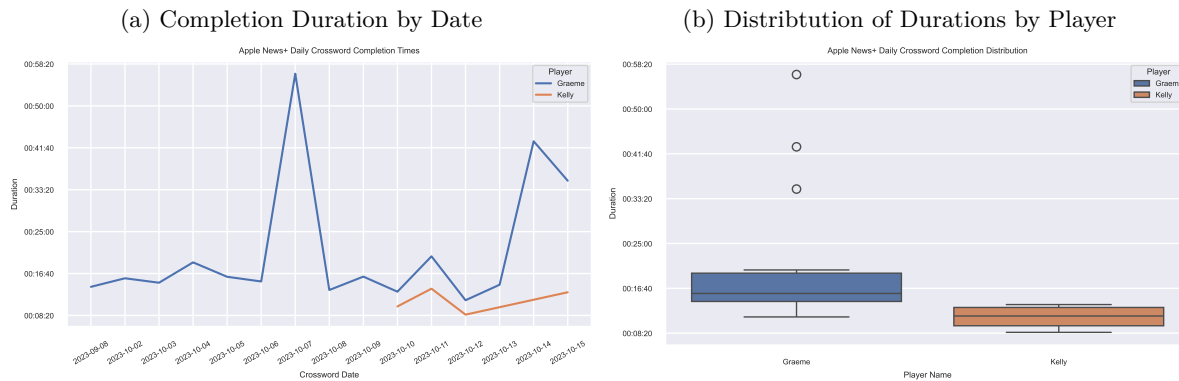 (a) Completion Duration by Date
Apple News+ Daily Crossword Completion Times
Player
Graeme
Kelly
00:58:20
00:50:00
00:41:40
00:33:20
00:25:00
00:16:40
00:08:20
Duration
2023-09-08
2023-10-02
2023-10-03
2023-10-04
2023-10-05
2023-10-06
2023-10-07
2023-10-08
2023-10-09
2023-10-10
2023-10-11
2023-10-12
2023-10-13
2023-10-14
2023-10-15
Crossword Date
(b) Distribtution of Durations by Player
Apple News+ Daily Crossword Completion Distribution
Player
Graeme
Kelly
00:58:20
00:50:00
00:41:40
00:33:20
00:25:00
00:16:40
00:08:20
Duration
Graeme
Kelly
Player Name